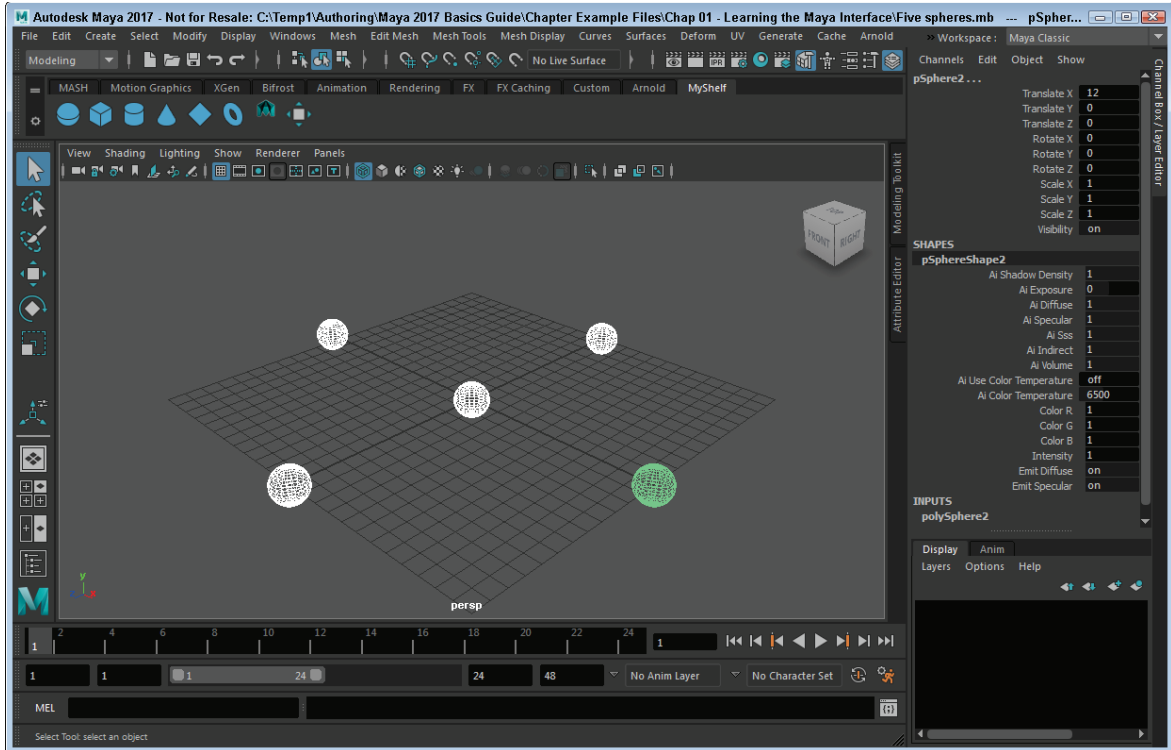 Autodesk Maya 2017 - Not for Resale: C:\Temp1\Authoring\Maya 2017 Basics Guide\Chapter Example Files\Chap 01 - Learning the Maya Interface\Five spheres.mb --- pSpher...
File Edit Create Select Modify Display Windows Mesh Edit Mesh Mesh Tools Mesh Display Curves Surfaces Deform UV Generate Cache Arnold
» Workspace : Maya Classic
Modeling
No Live Surface
IPR
MASH Motion Graphics XGen Bifrost Animation Rendering FX FX Caching Custom Arnold MyShelf
View Shading Lighting Show Renderer Panels
FRONT RIGHT
y
persp
Modeling Toolkit
Attribute Editor
Channels Edit Object Show
pSphere2 . . .
Translate X 12
Translate Y 0
Translate Z 0
Rotate X 0
Rotate Y 0
Rotate Z 0
Scale X 1
Scale Y 1
Scale Z 1
Visibility on
SHAPES
pSphereShape2
Ai Shadow Density 1
Ai Exposure 0
Ai Diffuse 1
Ai Specular 1
Ai Sss 1
Ai Indirect 1
Ai Volume 1
Ai Use Color Temperature off
Ai Color Temperature 6500
Color R 1
Color G 1
Color B 1
Intensity 1
Emit Diffuse on
Emit Specular on
INPUTS
polySphere2
Channel Box / Layer Editor
Display Anim
Layers Options Help
1 2 4 6 8 10 12 14 16 18 20 22 24 1
1 1 1 24 24 48 No Anim Layer No Character Set
MEL
Select Tool: select an object